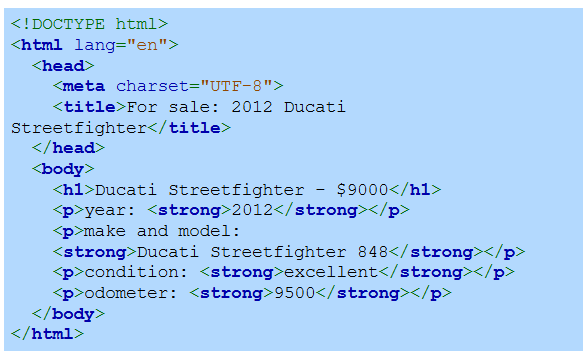 <!DOCTYPE html>
<html lang="en">
<head>
<meta charset="UTF-8">
<title>For sale: 2012 Ducati
Streetfighter</title>
</head>
<body>
<h1>Ducati Streetfighter - $9000</h1>
<p>year: <strong>2012</strong></p>
<p>make and model:
<strong>Ducati Streetfighter 848</strong></p>
<p>condition: <strong>excellent</strong></p>
<p>odometer: <strong>9500</strong></p>
</body>
</html>